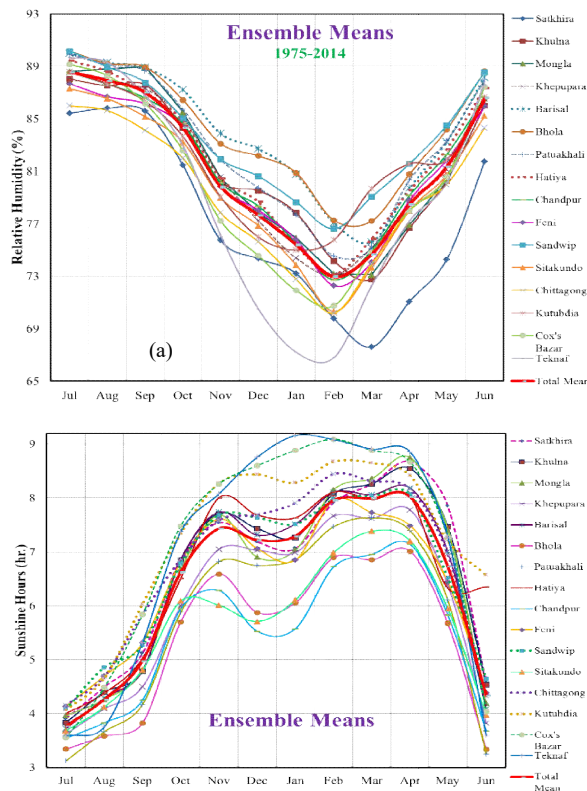 Ensemble Means
1975-2014
Relative Humidity (%)
93
89
85
81
77
73
69
65
(a)
Jul Aug Sep Oct Nov Dec Jan Feb Mar Apr May Jun
Satkhira
Khulna
Mongla
Khepupara
Barisal
Bhola
Patuakhali
Hatiya
Chandpur
Feni
Sandwip
Sitakundo
Chittagong
Kutubdia
Cox's
Bazar
Teknaf
Total Mean
Sunshine Hours (hr.)
9
8
7
6
5
4
3
Ensemble Means
Jul Aug Sep Oct Nov Dec Jan Feb Mar Apr May Jun
Satkhira
Khulna
Mongla
Khepupara
Barisal
Bhola
Patuakhali
Hatiya
Chandpur
Feni
Sandwip
Sitakundo
Chittagong
Kutubdia
Cox's
Bazar
Teknaf
Total
Mean